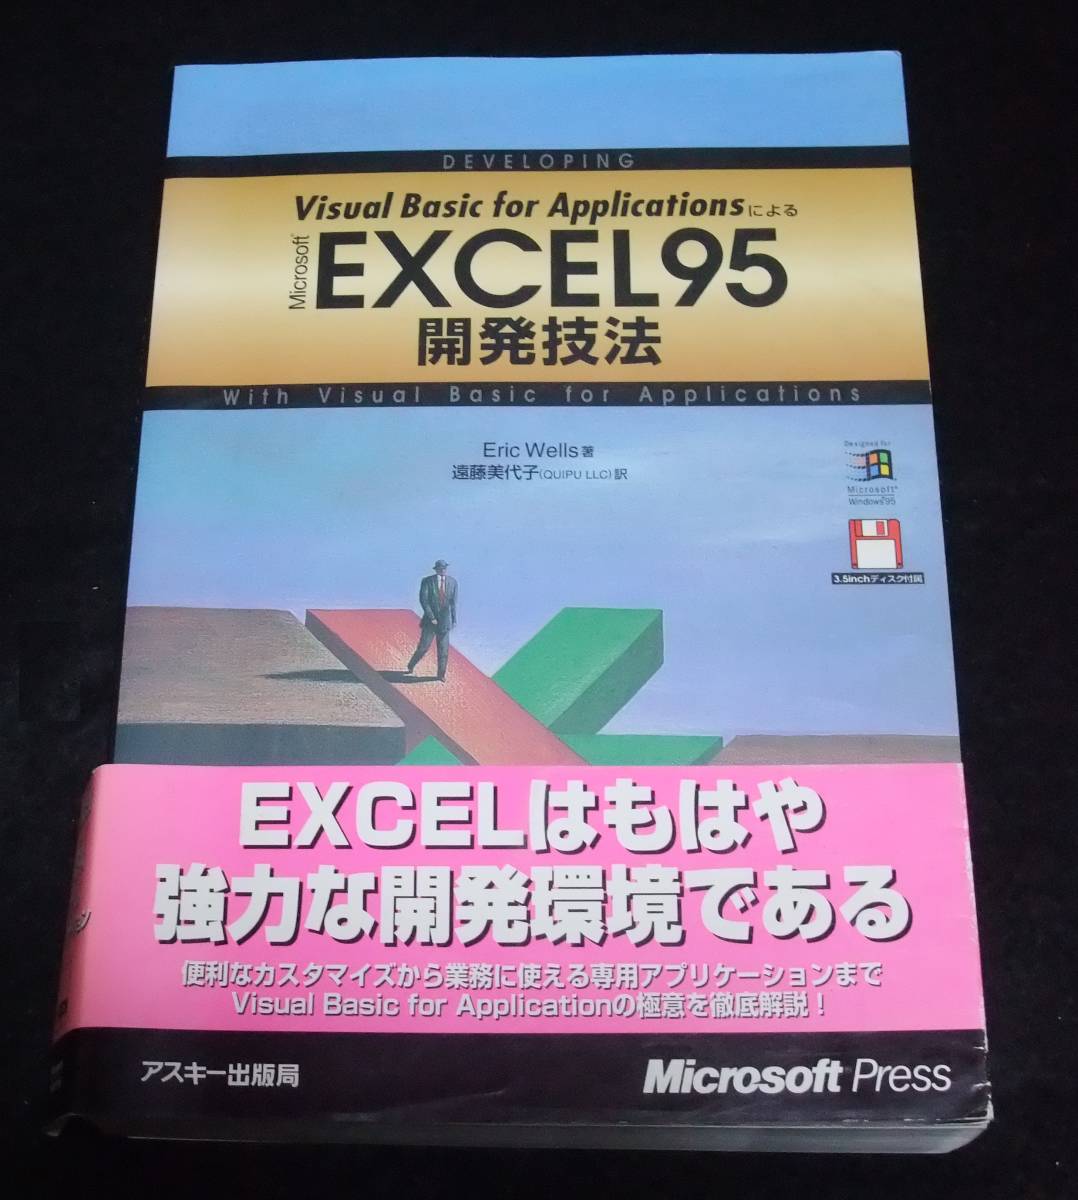 DEVELOPING
Visual Basic for Applicationsによる
Microsoft®
EXCEL95
開発技法
With Visual Basic for Applications
Eric Wells著
遠藤美代子(QUIPU LLC)訳
Designed for
Microsoft®
Windows®95
3.5inchディスク付属
EXCELはもはや
強力な開発環境である
便利なカスタマイズから業務に使える専用アプリケーションまで
Visual Basic for Applicationの極意を徹底解説！
アスキー出版局
Microsoft Press